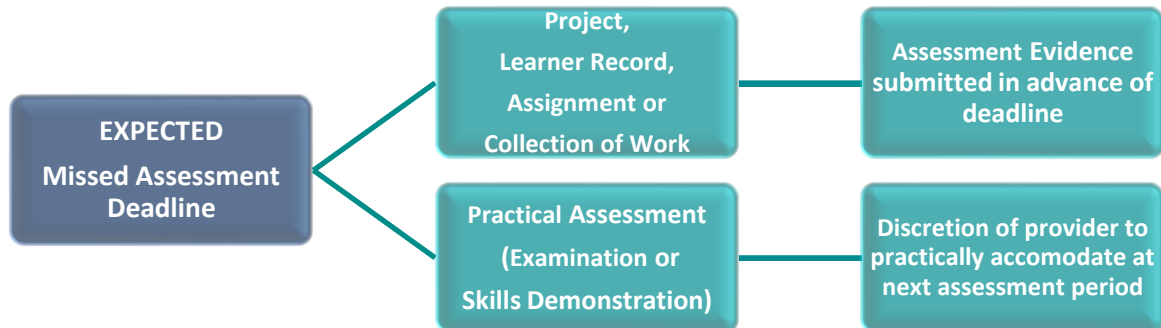 EXPECTED
Missed Assessment
Deadline
Project,
Learner Record,
Assignment or
Collection of Work
Assessment Evidence
submitted in advance of
deadline
Practical Assessment
(Examination or
Skills Demonstration)
Discretion of provider to
practically accomodate at
next assessment period